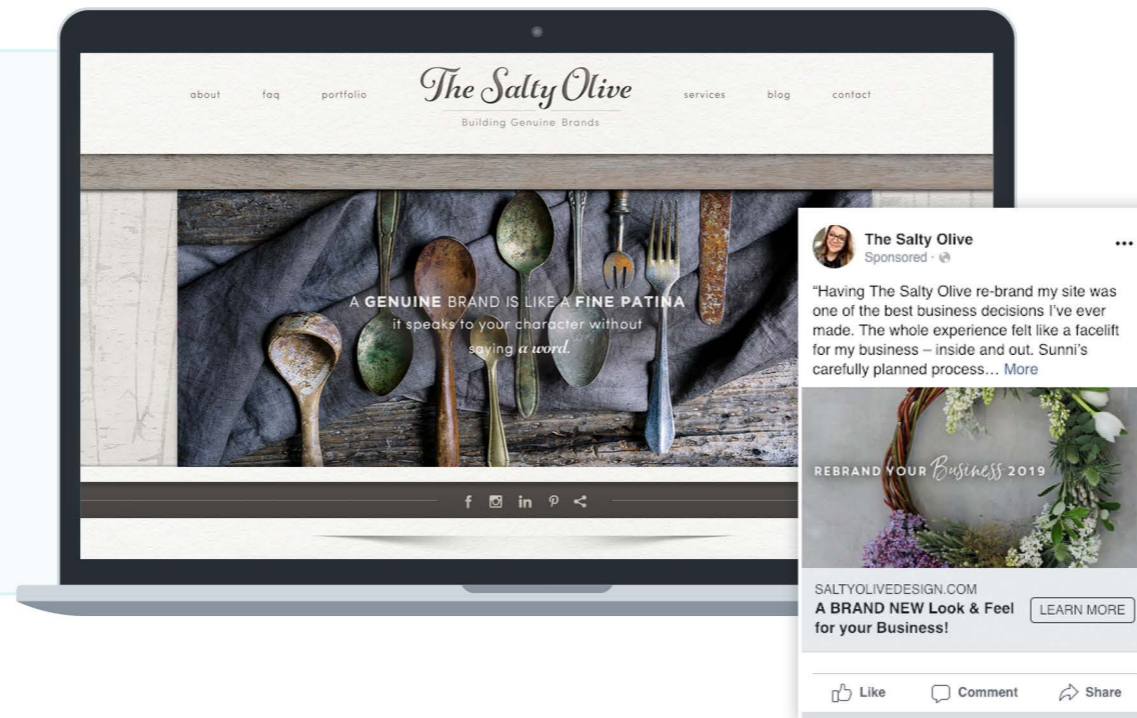 about faq portfolio The Salty Olive services blog contact
Building Genuine Brands
A GENUINE BRAND IS LIKE A FINE PATINA
it speaks to your character without
saying a word.
The Salty Olive
Sponsored ·
“Having The Salty Olive re-brand my site was
one of the best business decisions I’ve ever
made. The whole experience felt like a facelift
for my business – inside and out. Sunni’s
carefully planned process… More
REBRAND YOUR Business 2019
SALTYOLIVEDESIGN.COM
A BRAND NEW Look & Feel
for your Business!
LEARN MORE
Like Comment Share